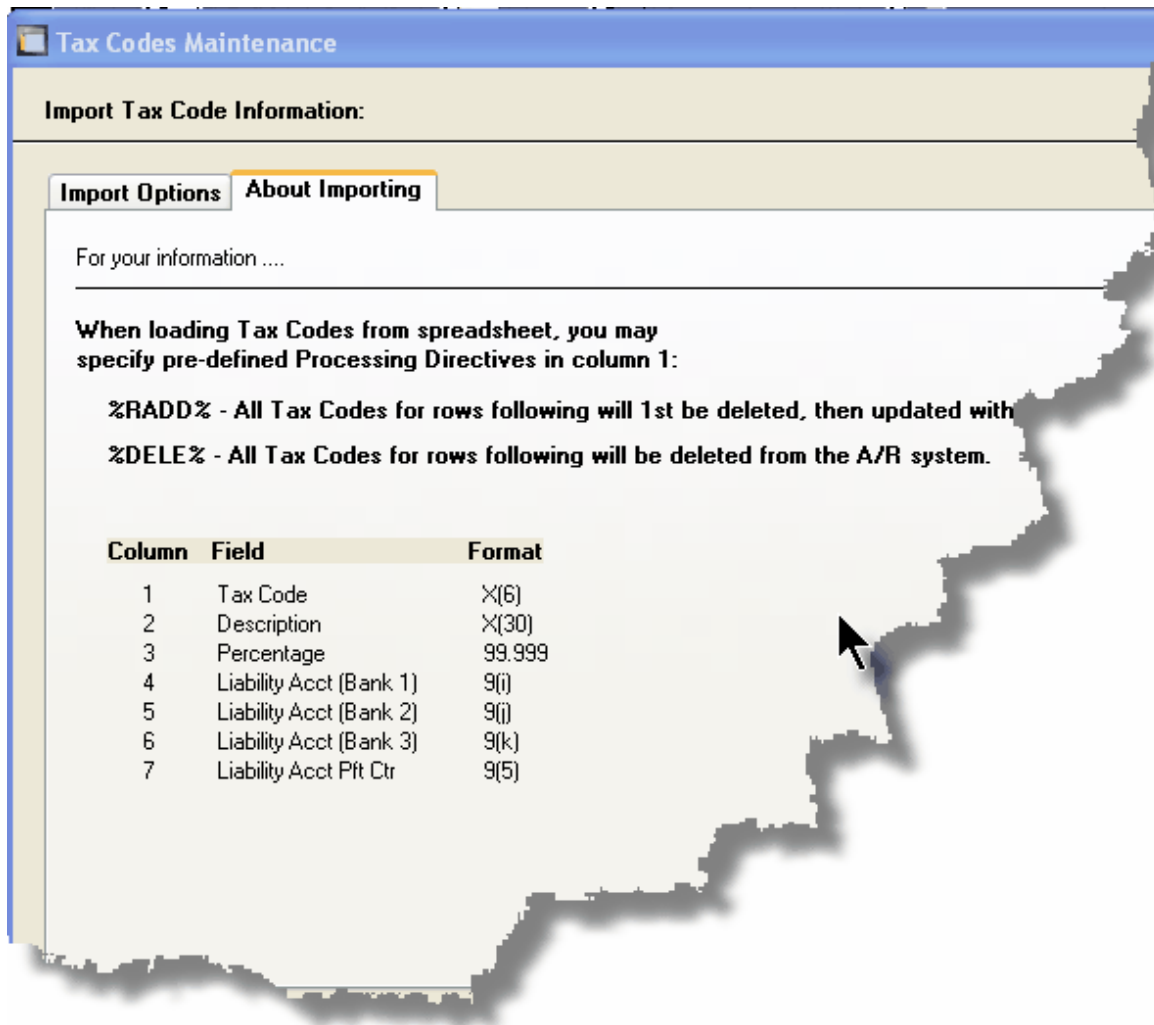 Tax Codes Maintenance
Import Tax Code Information:
Import Options About Importing
For your information ....
When loading Tax Codes from spreadsheet, you may
specify pre-defined Processing Directives in column 1:
%RADD% - All Tax Codes for rows following will 1st be deleted, then updated with
%DELE% - All Tax Codes for rows following will be deleted from the A/R system.
Column Field Format
1 Tax Code X(6)
2 Description X(30)
3 Percentage 99.999
4 Liability Acct (Bank 1) 9(i)
5 Liability Acct (Bank 2) 9(j)
6 Liability Acct (Bank 3) 9(k)
7 Liability Acct Pft Ctr 9(5)